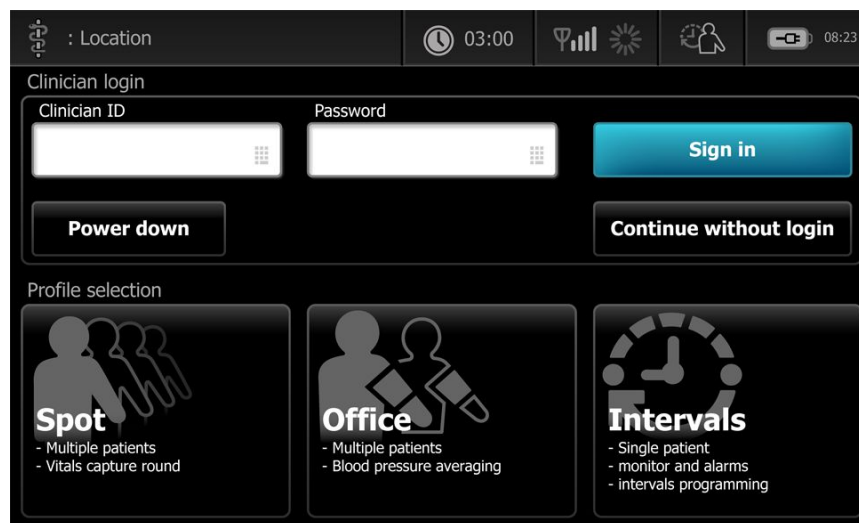 : Location
03:00
08:23
Clinician login
Clinician ID
Password
Sign in
Power down
Continue without login
Profile selection
Spot
- Multiple patients
- Vitals capture round
Office
- Multiple patients
- Blood pressure averaging
Intervals
- Single patient
- monitor and alarms
- intervals programming